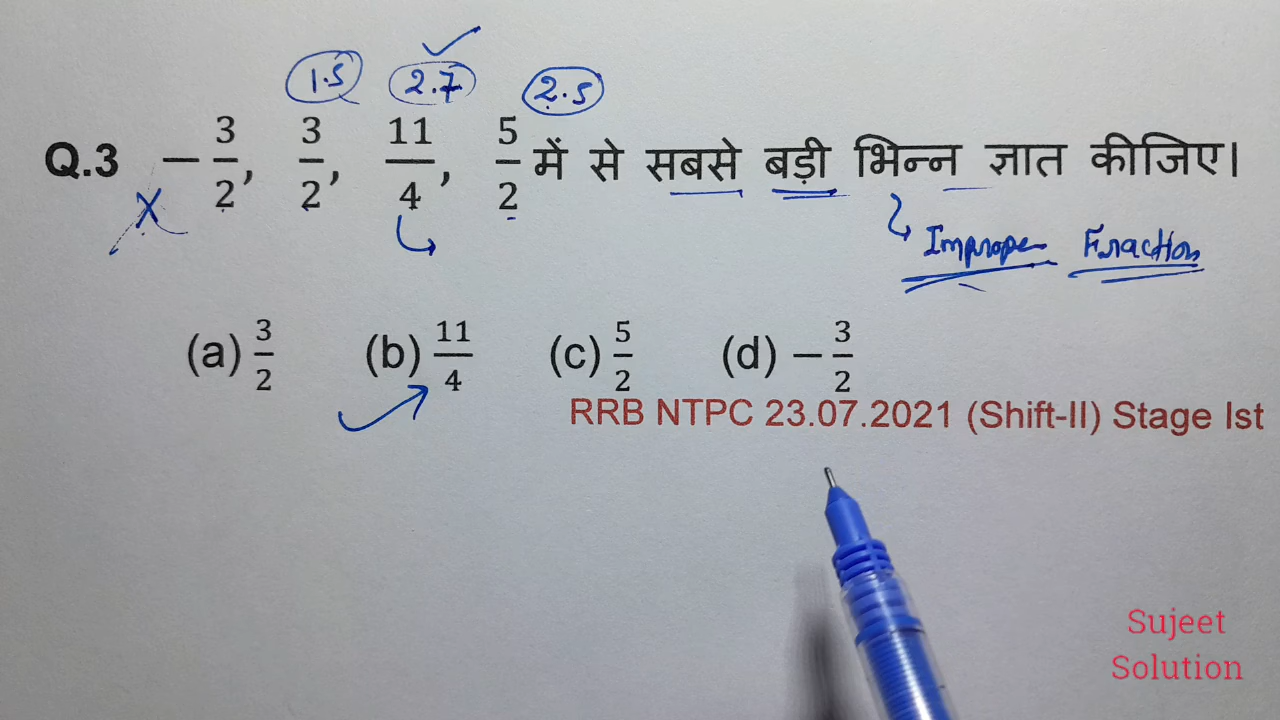 1.5 2.7 2.5
Q.3 −3/2, 3/2, 11/4, 5/2 में से सबसे बड़ी भिन्न ज्ञात कीजिए।
Improper Fraction
(a) 3/2 (b) 11/4 (c) 5/2 (d) −3/2
RRB NTPC 23.07.2021 (Shift-II) Stage Ist
Sujeet
Solution